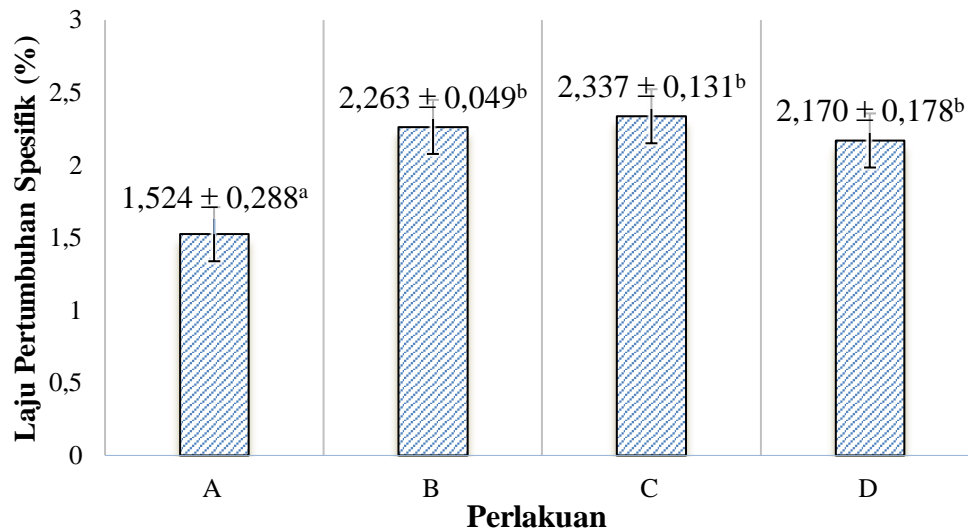 Laju Pertumbuhan Spesifik (%)
3
2,5
2
1,5
1
0,5
0
1,524 ± 0,288ᵃ
2,263 ± 0,049ᵇ
2,337 ± 0,131ᵇ
2,170 ± 0,178ᵇ
A
B
C
D
Perlakuan